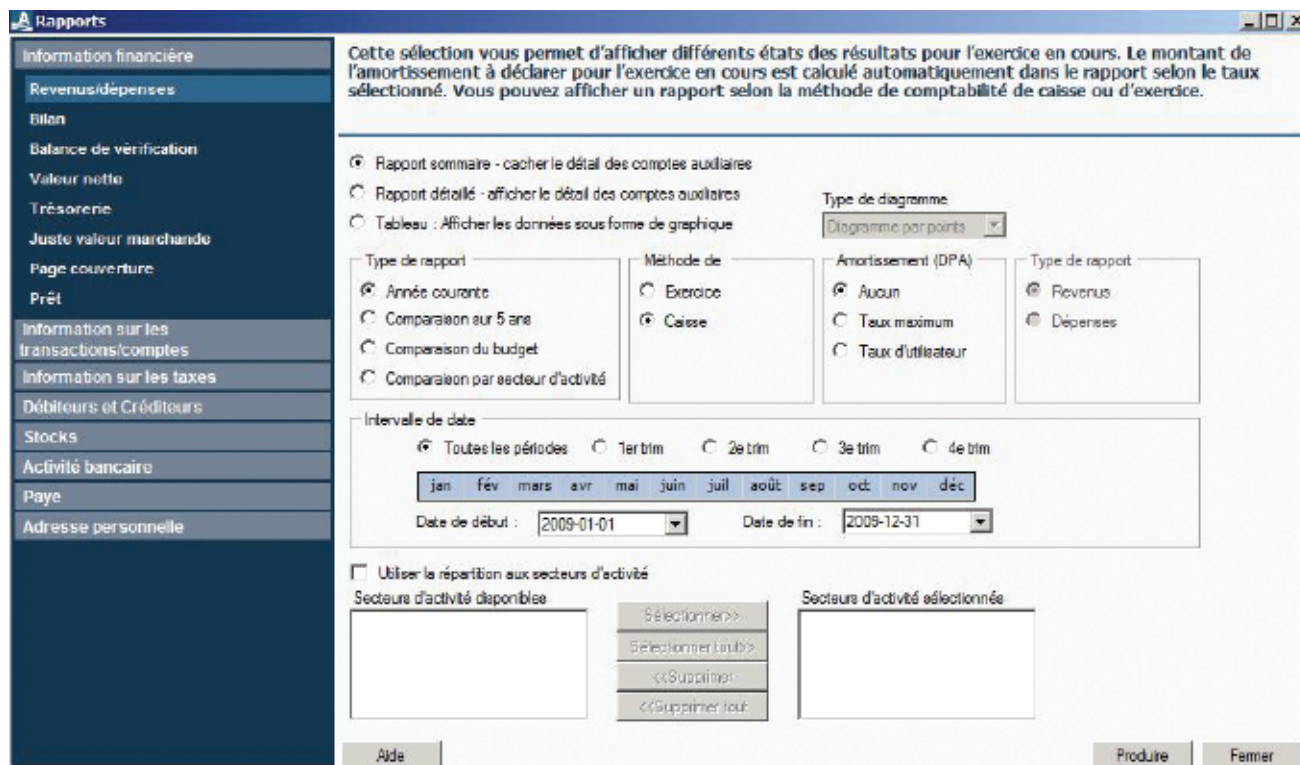 Rapports
Information financière
Revenus/dépenses
Bilan
Balance de vérification
Valeur nette
Trésorerie
Juste valeur marchande
Page couverture
Prêt
Information sur les
transactions/comptes
Information sur les taxes
Débiteurs et Créditeurs
Stocks
Activité bancaire
Paye
Adresse personnelle
Cette sélection vous permet d'afficher différents états des résultats pour l'exercice en cours. Le montant de
l'amortissement à déclarer pour l'exercice en cours est calculé automatiquement dans le rapport selon le taux
sélectionné. Vous pouvez afficher un rapport selon la méthode de comptabilité de caisse ou d'exercice.
Rapport sommaire - cacher le détail des comptes auxiliaires
Rapport détaillé - afficher le détail des comptes auxiliaires
Tableau : Afficher les données sous forme de graphique
Type de diagramme
Diagramme par points
Type de rapport
Année courante
Comparaison sur 5 ans
Comparaison du budget
Comparaison par secteur d'activité
Méthode de
Exercice
Caisse
Amortissement (DPA)
Aucun
Taux maximum
Taux d'utilisateur
Type de rapport
Revenus
Dépenses
Intervalle de date
Toutes les périodes 1er trim 2e trim 3e trim 4e trim
jan fév mars avr mai juin juil août sep oct nov déc
Date de début : 2009-01-01 Date de fin : 2009-12-31
Utiliser la répartition aux secteurs d'activité
Secteurs d'activité disponibles
Sélectionner>>
Sélectionner tout>>
<<Supprimer
<<Supprimer tout
Secteurs d'activité sélectionnés
Aide Produire Fermer